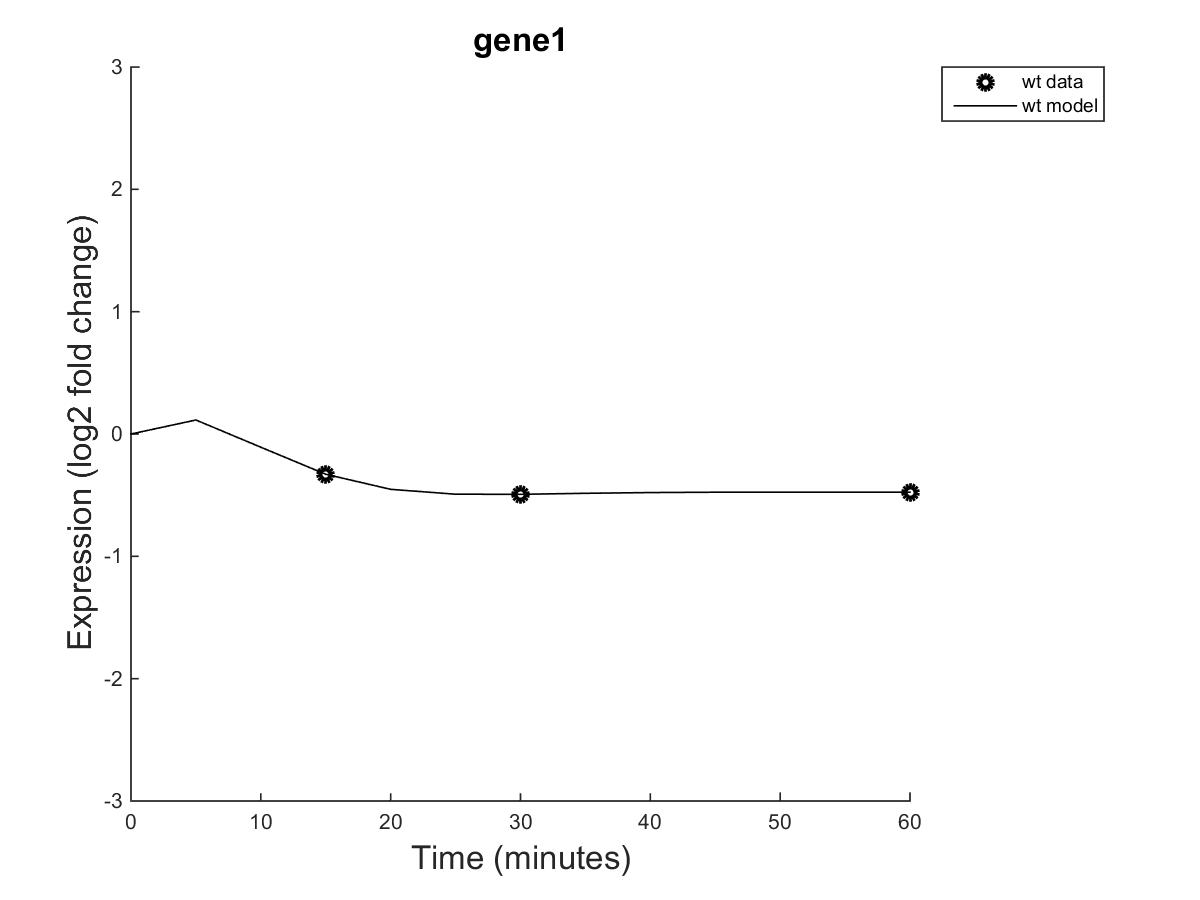 gene1
wt data
wt model
Expression (log2 fold change)
3
2
1
0
-1
-2
-3
0 10 20 30 40 50 60
Time (minutes)